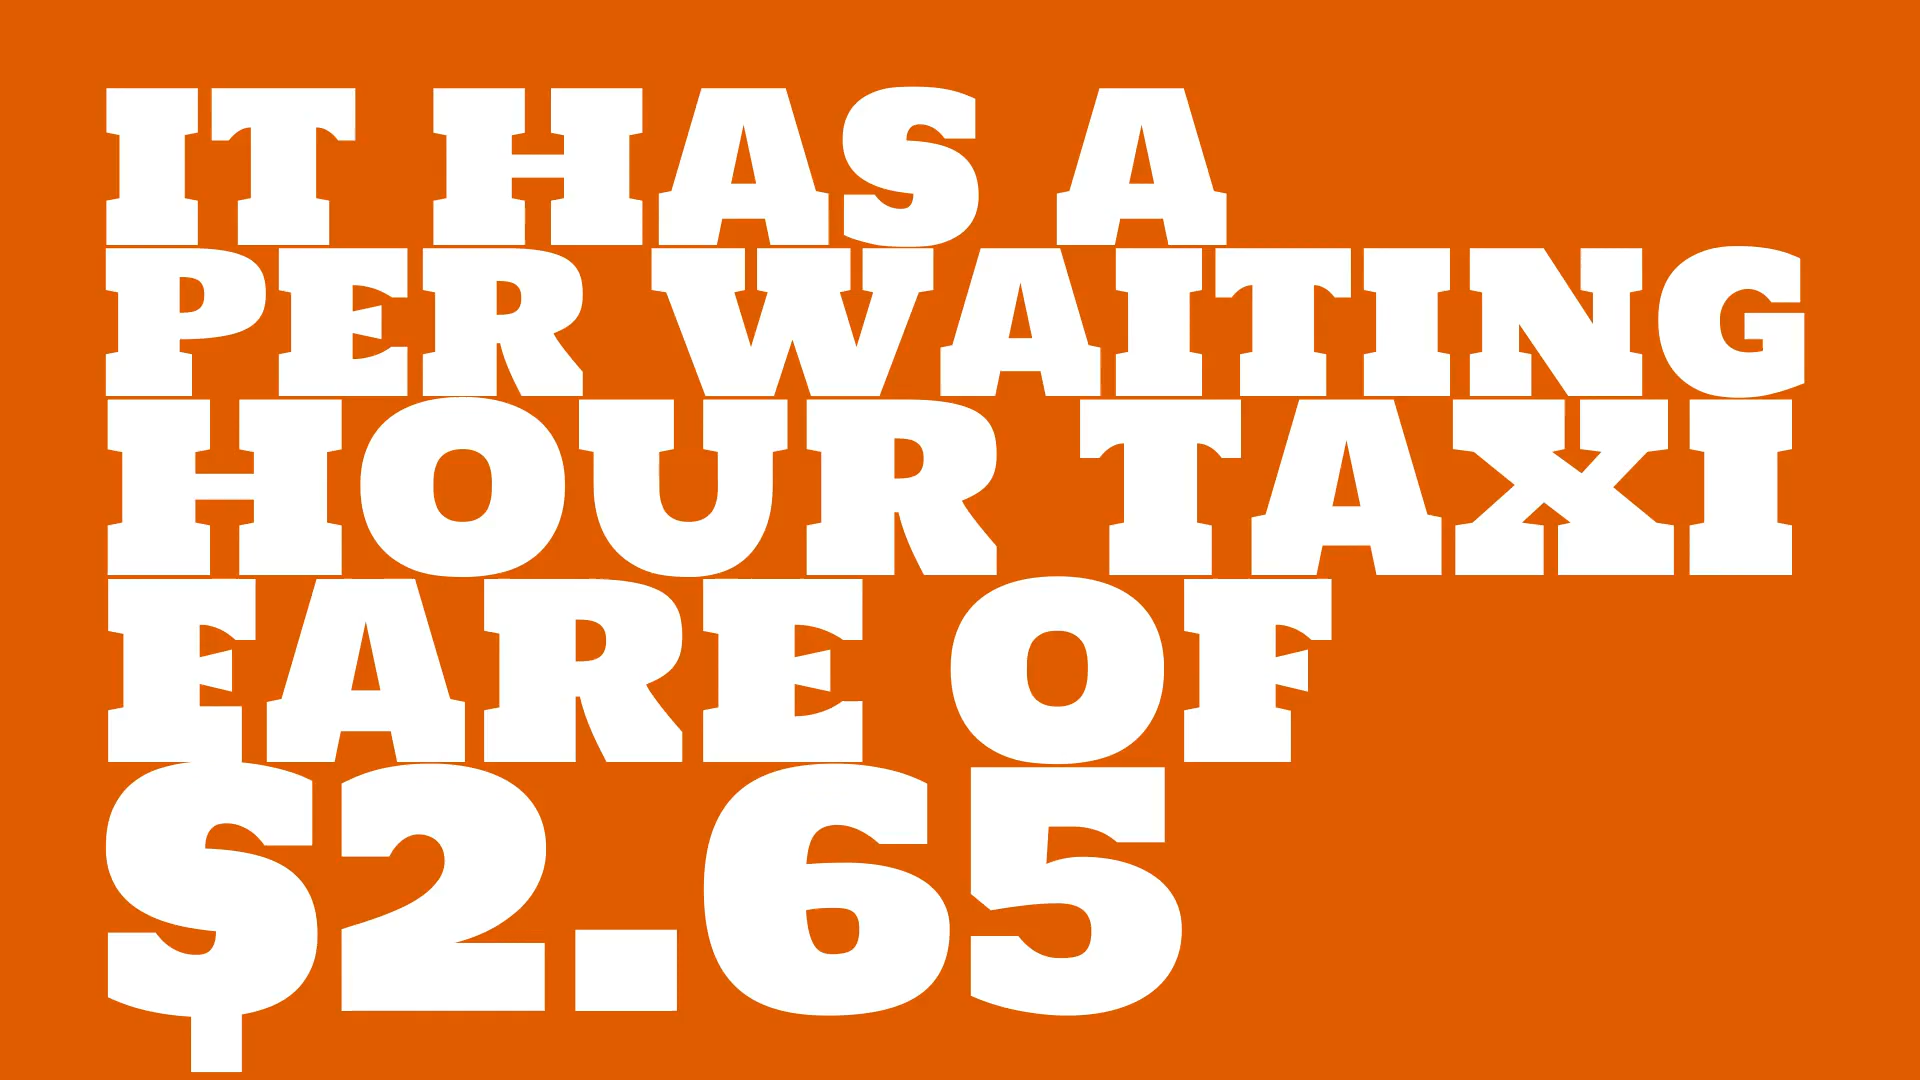 IT HAS A
PER WAITING
HOUR TAXI
FARE OF
$2.65